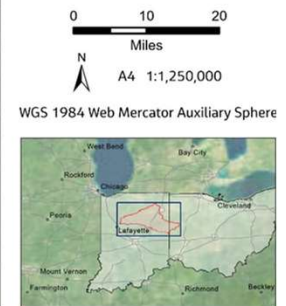 0 10 20
Miles
N
A4 1:1,250,000
WGS 1984 Web Mercator Auxiliary Sphere
West Bend
Bay City
Rockford
Chicago
Cleveland
Peoria
Lafayette
Mount Vernon
Farmington
Richmond
Beckley